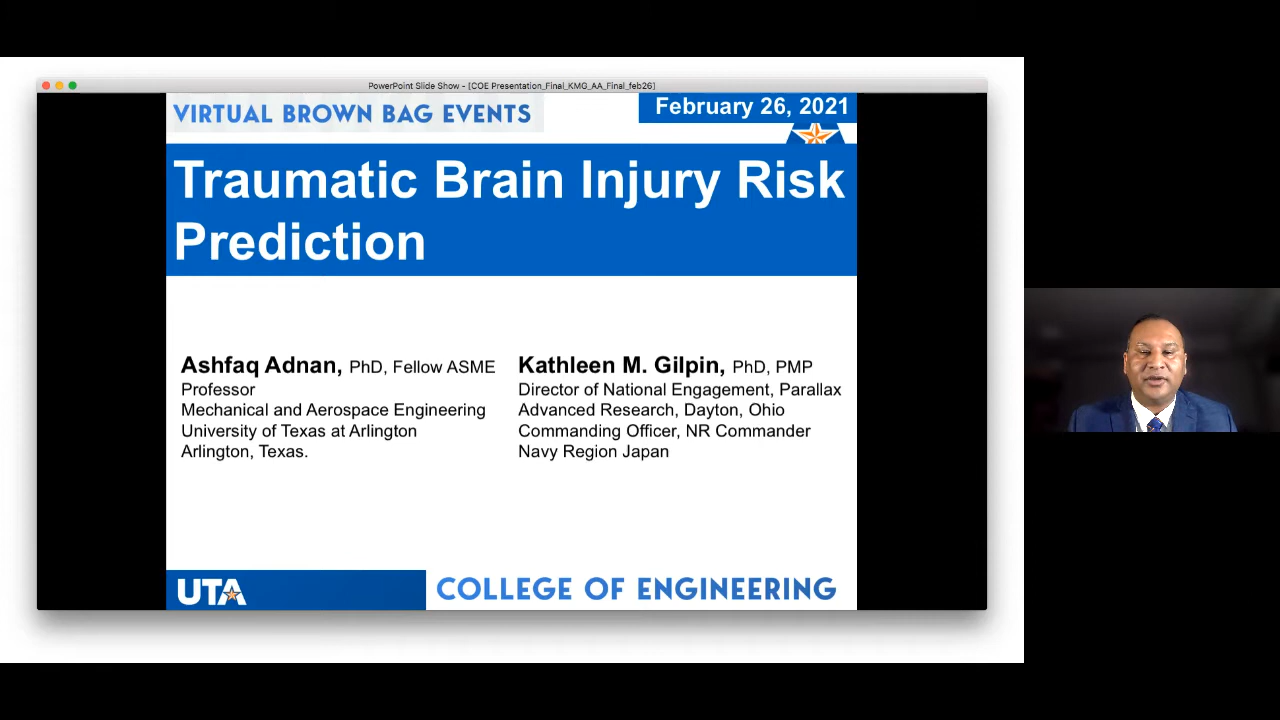 PowerPoint Slide Show - [COE Presentation_Final_KMG_AA_Final_feb26]
VIRTUAL BROWN BAG EVENTS
February 26, 2021
Traumatic Brain Injury Risk
Prediction
Ashfaq Adnan, PhD, Fellow ASME
Professor
Mechanical and Aerospace Engineering
University of Texas at Arlington
Arlington, Texas.
Kathleen M. Gilpin, PhD, PMP
Director of National Engagement, Parallax
Advanced Research, Dayton, Ohio
Commanding Officer, NR Commander
Navy Region Japan
UTA
COLLEGE OF ENGINEERING